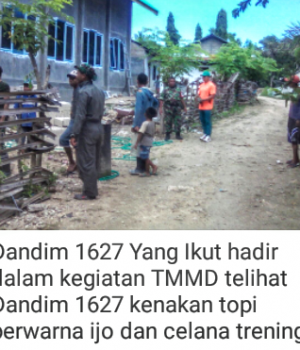 Dandim 1627 Yang Ikut hadir
dalam kegiatan TMMD telihat
Dandim 1627 kenakan topi
berwarna ijo dan celana trening